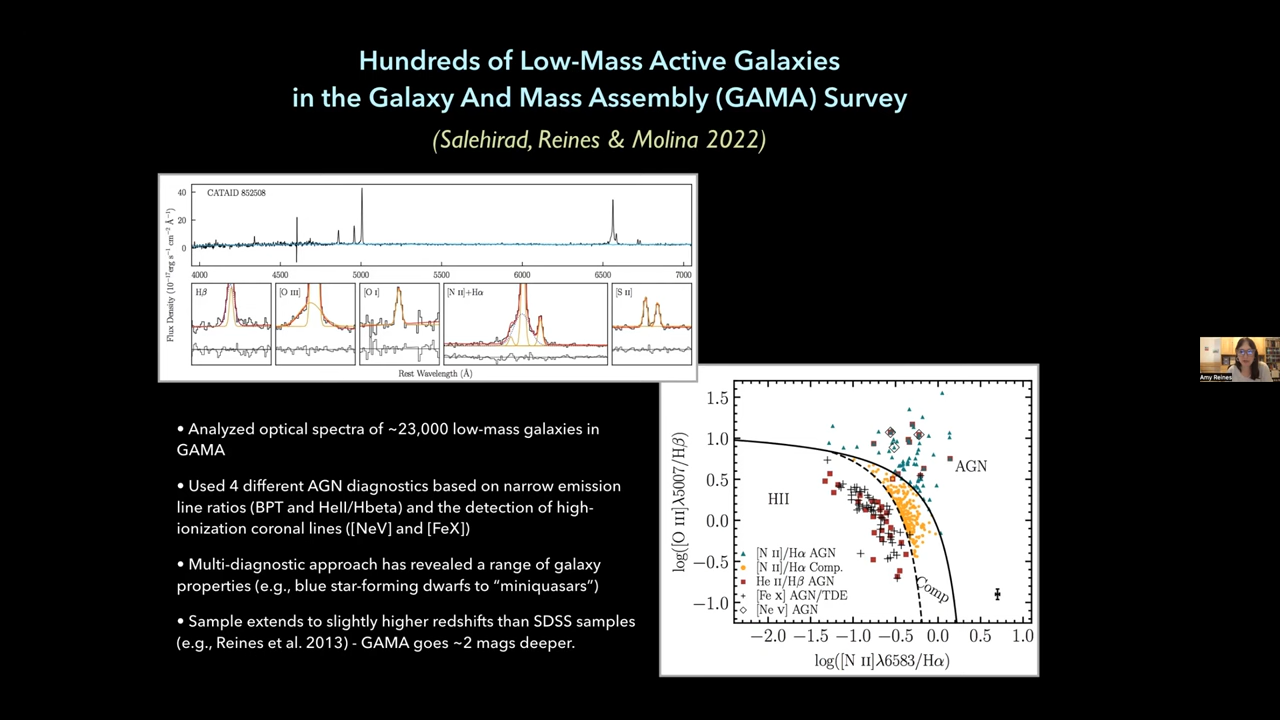 Hundreds of Low-Mass Active Galaxies
in the Galaxy And Mass Assembly (GAMA) Survey
(Salehirad, Reines & Molina 2022)
CATAID 852508
40
20
0
4000 4500 5000 5500 6000 6500 7000
Flux Density (10⁻¹⁷erg s⁻¹ cm⁻² Å⁻¹)
Hβ [O III] [O I] [N II]+Hα [S II]
Rest Wavelength (Å)
• Analyzed optical spectra of ~23,000 low-mass galaxies in
GAMA
• Used 4 different AGN diagnostics based on narrow emission
line ratios (BPT and HeII/Hbeta) and the detection of high-
ionization coronal lines ([NeV] and [FeX])
• Multi-diagnostic approach has revealed a range of galaxy
properties (e.g., blue star-forming dwarfs to “miniquasars”)
• Sample extends to slightly higher redshifts than SDSS samples
(e.g., Reines et al. 2013) - GAMA goes ~2 mags deeper.
log([O III]λ5007/Hβ)
1.5
1.0
0.5
0.0
−0.5
−1.0
AGN
HII
Comp
[N II]/Hα AGN
[N II]/Hα Comp.
He II/Hβ AGN
[Fe X] AGN/TDE
[Ne V] AGN
−2.0 −1.5 −1.0 −0.5 0.0 0.5 1.0
log([N II]λ6583/Hα)
Amy Reines